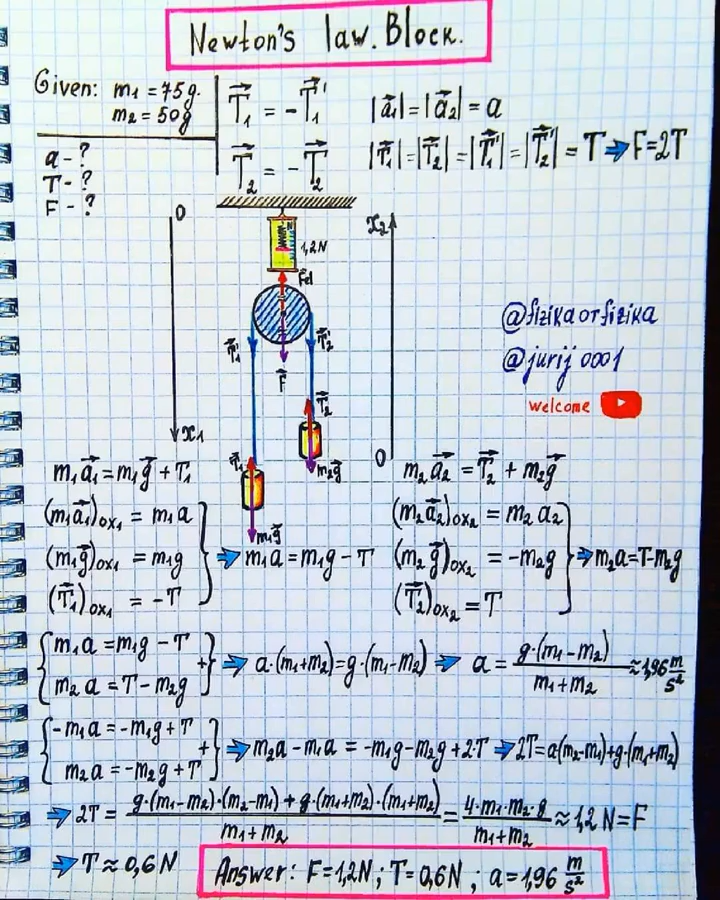 Newton's law. Block.
Given: m₁ = 75g.
m₂ = 50g
a - ?
T - ?
F - ?
T⃗₁ = -T⃗₁'
T⃗₂ = -T⃗₂
|a⃗₁| = |a⃗₂| = a
|T⃗₁| = |T⃗₂| = |T⃗₁'| = |T⃗₂'| = T ⇒ F = 2T
0
x₂
1,2N
F⃗el
T⃗₁'
T⃗₂'
F⃗
@fizikaotfizika
@jurij0001
welcome
T⃗₂
x₁
0
m₂g⃗
T⃗₁
m₁g⃗
m₁a⃗₁ = m₁g⃗ + T₁
(m₁a⃗₁)ox₁ = m₁a
(m₁g⃗)ox₁ = m₁g
(T⃗₁)ox₁ = -T
⇒ m₁a = m₁g - T
m₂a⃗₂ = T⃗₂ + m₂g⃗
(m₂a⃗₂)ox₂ = m₂a₂
(m₂g⃗)ox₂ = -m₂g
(T⃗₂)ox₂ = T
⇒ m₂a = T - m₂g
{ m₁a = m₁g - T
m₂a = T - m₂g } + ⇒ a·(m₁+m₂) = g·(m₁-m₂) ⇒ a = g·(m₁-m₂) / m₁+m₂ ≈ 1,96 m/s²
{ -m₁a = -m₁g + T
m₂a = -m₂g + T } + ⇒ m₂a - m₁a = -m₁g - m₂g + 2·T ⇒ 2T = a(m₂-m₁) + g·(m₁+m₂)
⇒ 2T = g·(m₁-m₂)·(m₂-m₁) + g·(m₁+m₂)·(m₁+m₂) / m₁+m₂ = 4·m₁·m₂·g / m₁+m₂ ≈ 1,2N = F
⇒ T ≈ 0,6N
Answer: F = 1,2N; T = 0,6N; a = 1,96 m/s²